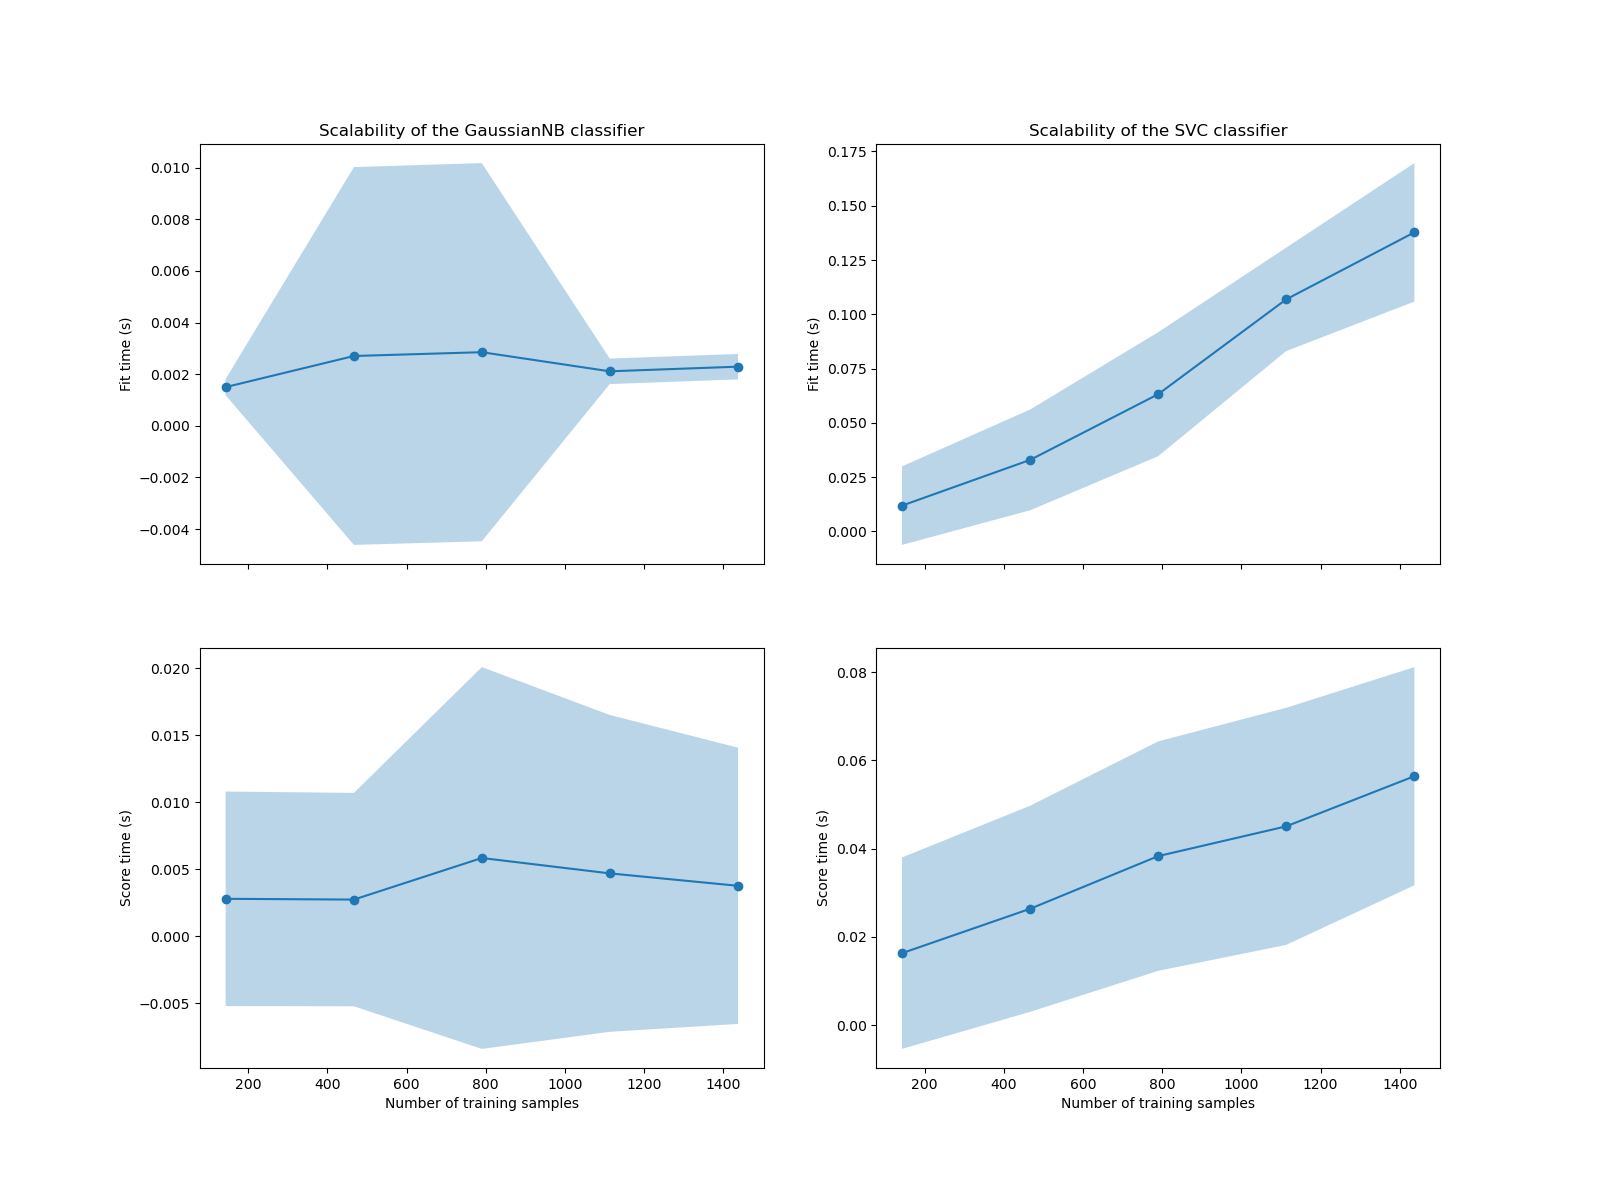 Scalability of the GaussianNB classifier
0.010
0.008
0.006
0.004
0.002
0.000
−0.002
−0.004
Fit time (s)
Scalability of the SVC classifier
0.175
0.150
0.125
0.100
0.075
0.050
0.025
0.000
Fit time (s)
0.020
0.015
0.010
0.005
0.000
−0.005
Score time (s)
200 400 600 800 1000 1200 1400
Number of training samples
0.08
0.06
0.04
0.02
0.00
Score time (s)
200 400 600 800 1000 1200 1400
Number of training samples